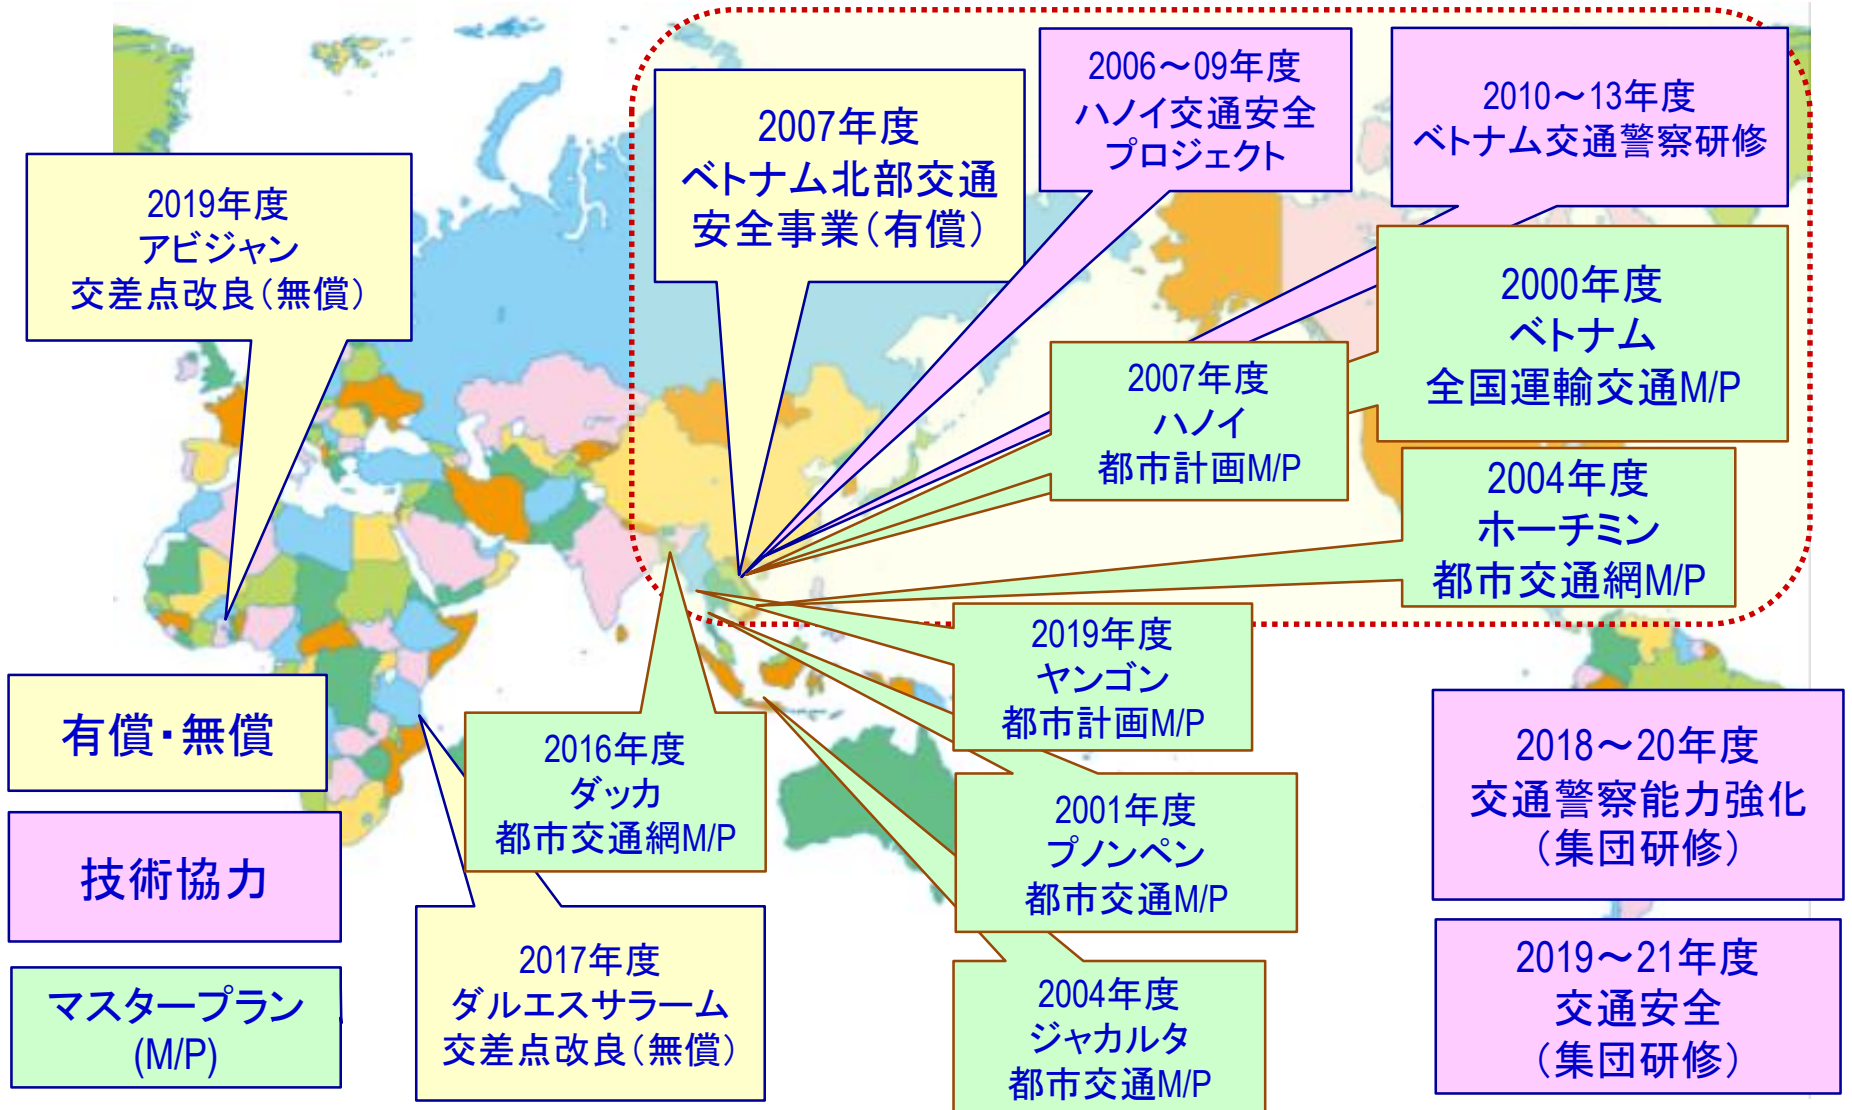 2006～09年度
ハノイ交通安全
プロジェクト
2010～13年度
ベトナム交通警察研修
2007年度
ベトナム北部交通
安全事業（有償）
2019年度
アビジャン
交差点改良（無償）
2000年度
ベトナム
全国運輸交通M/P
2007年度
ハノイ
都市計画M/P
2004年度
ホーチミン
都市交通網M/P
2019年度
ヤンゴン
都市計画M/P
有償・無償
2016年度
ダッカ
都市交通網M/P
2018～20年度
交通警察能力強化
（集団研修）
2001年度
プノンペン
都市交通M/P
技術協力
2017年度
ダルエスサラーム
交差点改良（無償）
2019～21年度
交通安全
（集団研修）
マスタープラン
(M/P)
2004年度
ジャカルタ
都市交通M/P